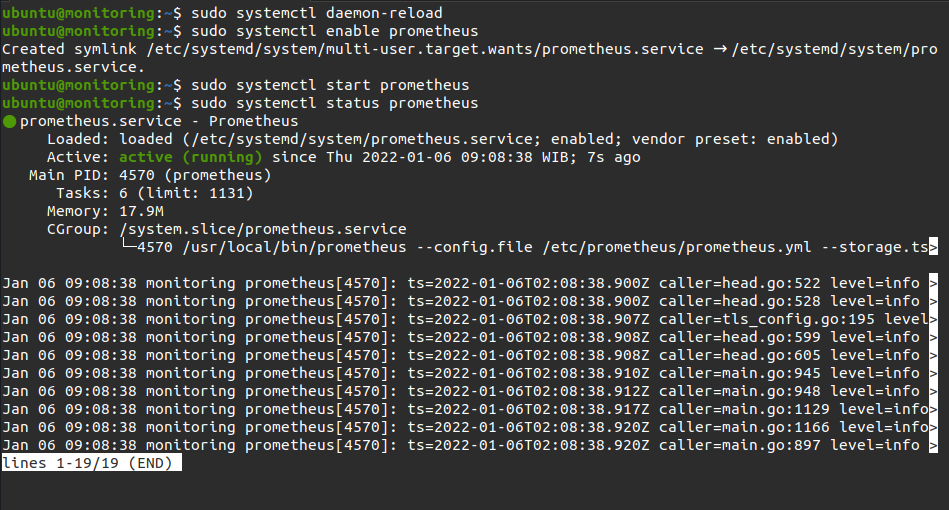 ubuntu@monitoring:~$ sudo systemctl daemon-reload
ubuntu@monitoring:~$ sudo systemctl enable prometheus
Created symlink /etc/systemd/system/multi-user.target.wants/prometheus.service → /etc/systemd/system/pro
metheus.service.
ubuntu@monitoring:~$ sudo systemctl start prometheus
ubuntu@monitoring:~$ sudo systemctl status prometheus
● prometheus.service - Prometheus
     Loaded: loaded (/etc/systemd/system/prometheus.service; enabled; vendor preset: enabled)
     Active: active (running) since Thu 2022-01-06 09:08:38 WIB; 7s ago
   Main PID: 4570 (prometheus)
      Tasks: 6 (limit: 1131)
     Memory: 17.9M
     CGroup: /system.slice/prometheus.service
             └─4570 /usr/local/bin/prometheus --config.file /etc/prometheus/prometheus.yml --storage.ts>
Jan 06 09:08:38 monitoring prometheus[4570]: ts=2022-01-06T02:08:38.900Z caller=head.go:522 level=info >
Jan 06 09:08:38 monitoring prometheus[4570]: ts=2022-01-06T02:08:38.900Z caller=head.go:528 level=info >
Jan 06 09:08:38 monitoring prometheus[4570]: ts=2022-01-06T02:08:38.907Z caller=tls_config.go:195 level>
Jan 06 09:08:38 monitoring prometheus[4570]: ts=2022-01-06T02:08:38.908Z caller=head.go:599 level=info >
Jan 06 09:08:38 monitoring prometheus[4570]: ts=2022-01-06T02:08:38.908Z caller=head.go:605 level=info >
Jan 06 09:08:38 monitoring prometheus[4570]: ts=2022-01-06T02:08:38.910Z caller=main.go:945 level=info >
Jan 06 09:08:38 monitoring prometheus[4570]: ts=2022-01-06T02:08:38.912Z caller=main.go:948 level=info >
Jan 06 09:08:38 monitoring prometheus[4570]: ts=2022-01-06T02:08:38.917Z caller=main.go:1129 level=info>
Jan 06 09:08:38 monitoring prometheus[4570]: ts=2022-01-06T02:08:38.920Z caller=main.go:1166 level=info>
Jan 06 09:08:38 monitoring prometheus[4570]: ts=2022-01-06T02:08:38.920Z caller=main.go:897 level=info >
lines 1-19/19 (END)